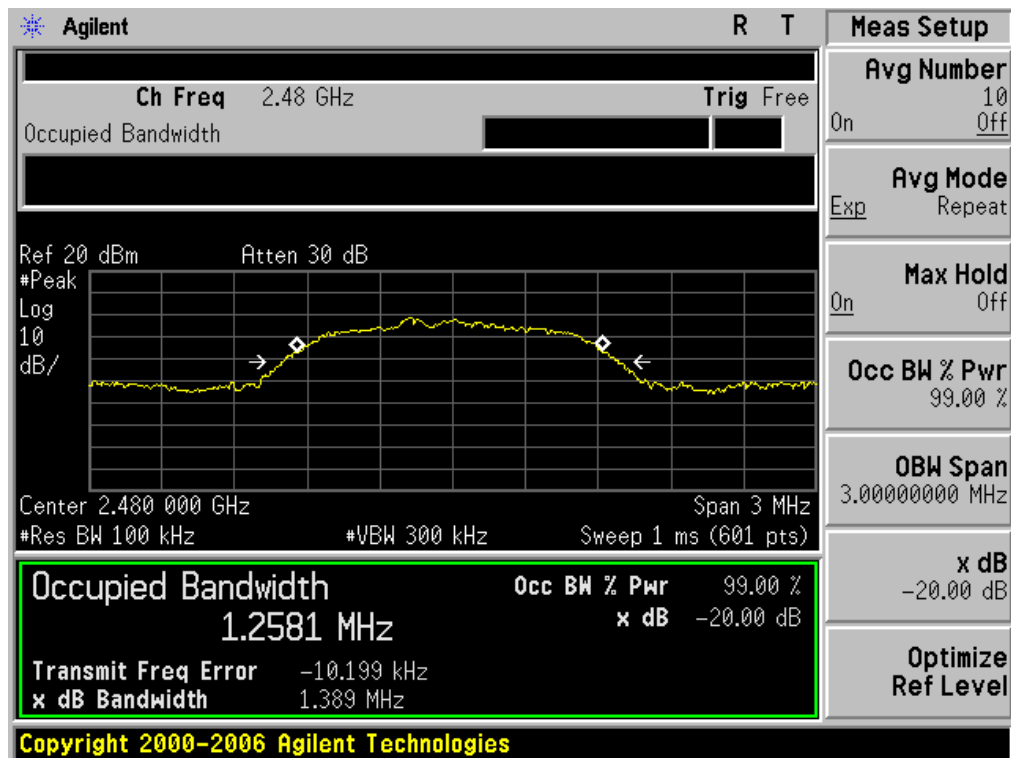 Agilent R T
Ch Freq 2.48 GHz Trig Free
Occupied Bandwidth
Ref 20 dBm Atten 30 dB
#Peak
Log
10
dB/
Center 2.480 000 GHz Span 3 MHz
#Res BW 100 kHz #VBW 300 kHz Sweep 1 ms (601 pts)
Occupied Bandwidth Occ BW % Pwr 99.00 %
1.2581 MHz x dB -20.00 dB
Transmit Freq Error -10.199 kHz
x dB Bandwidth 1.389 MHz
Copyright 2000-2006 Agilent Technologies
Meas Setup
Avg Number
10
On Off
Avg Mode
Exp Repeat
Max Hold
On Off
Occ BW % Pwr
99.00 %
OBW Span
3.00000000 MHz
x dB
-20.00 dB
Optimize
Ref Level